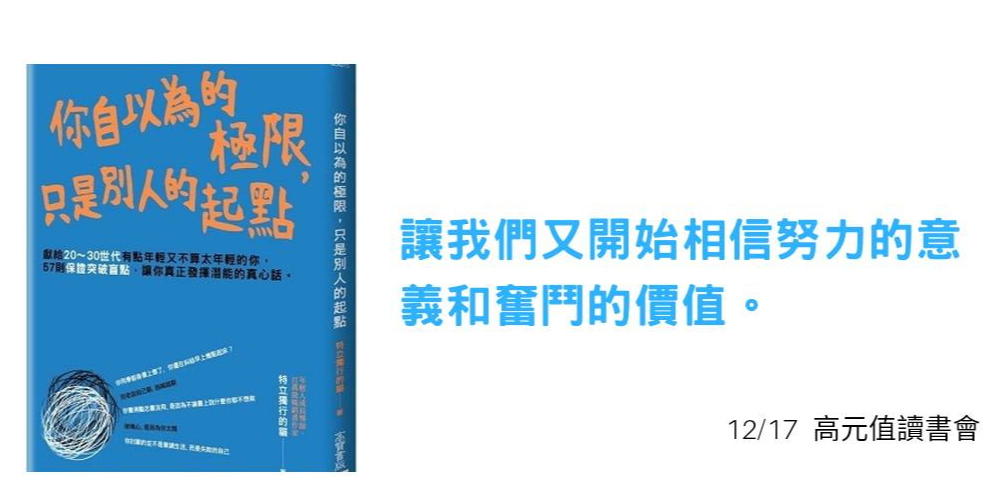 你自以為的
極限，
只是別人的起點
獻給20～30世代有點年輕又不算太年輕的你，
57則保證突破盲點，讓你真正發揮潛能的真心話。
你自以為的極限，只是別人的起點
特立獨行的貓
著
特立獨行的貓
讓我們又開始相信努力的意
義和奮鬥的價值。
12/17 高元值讀書會